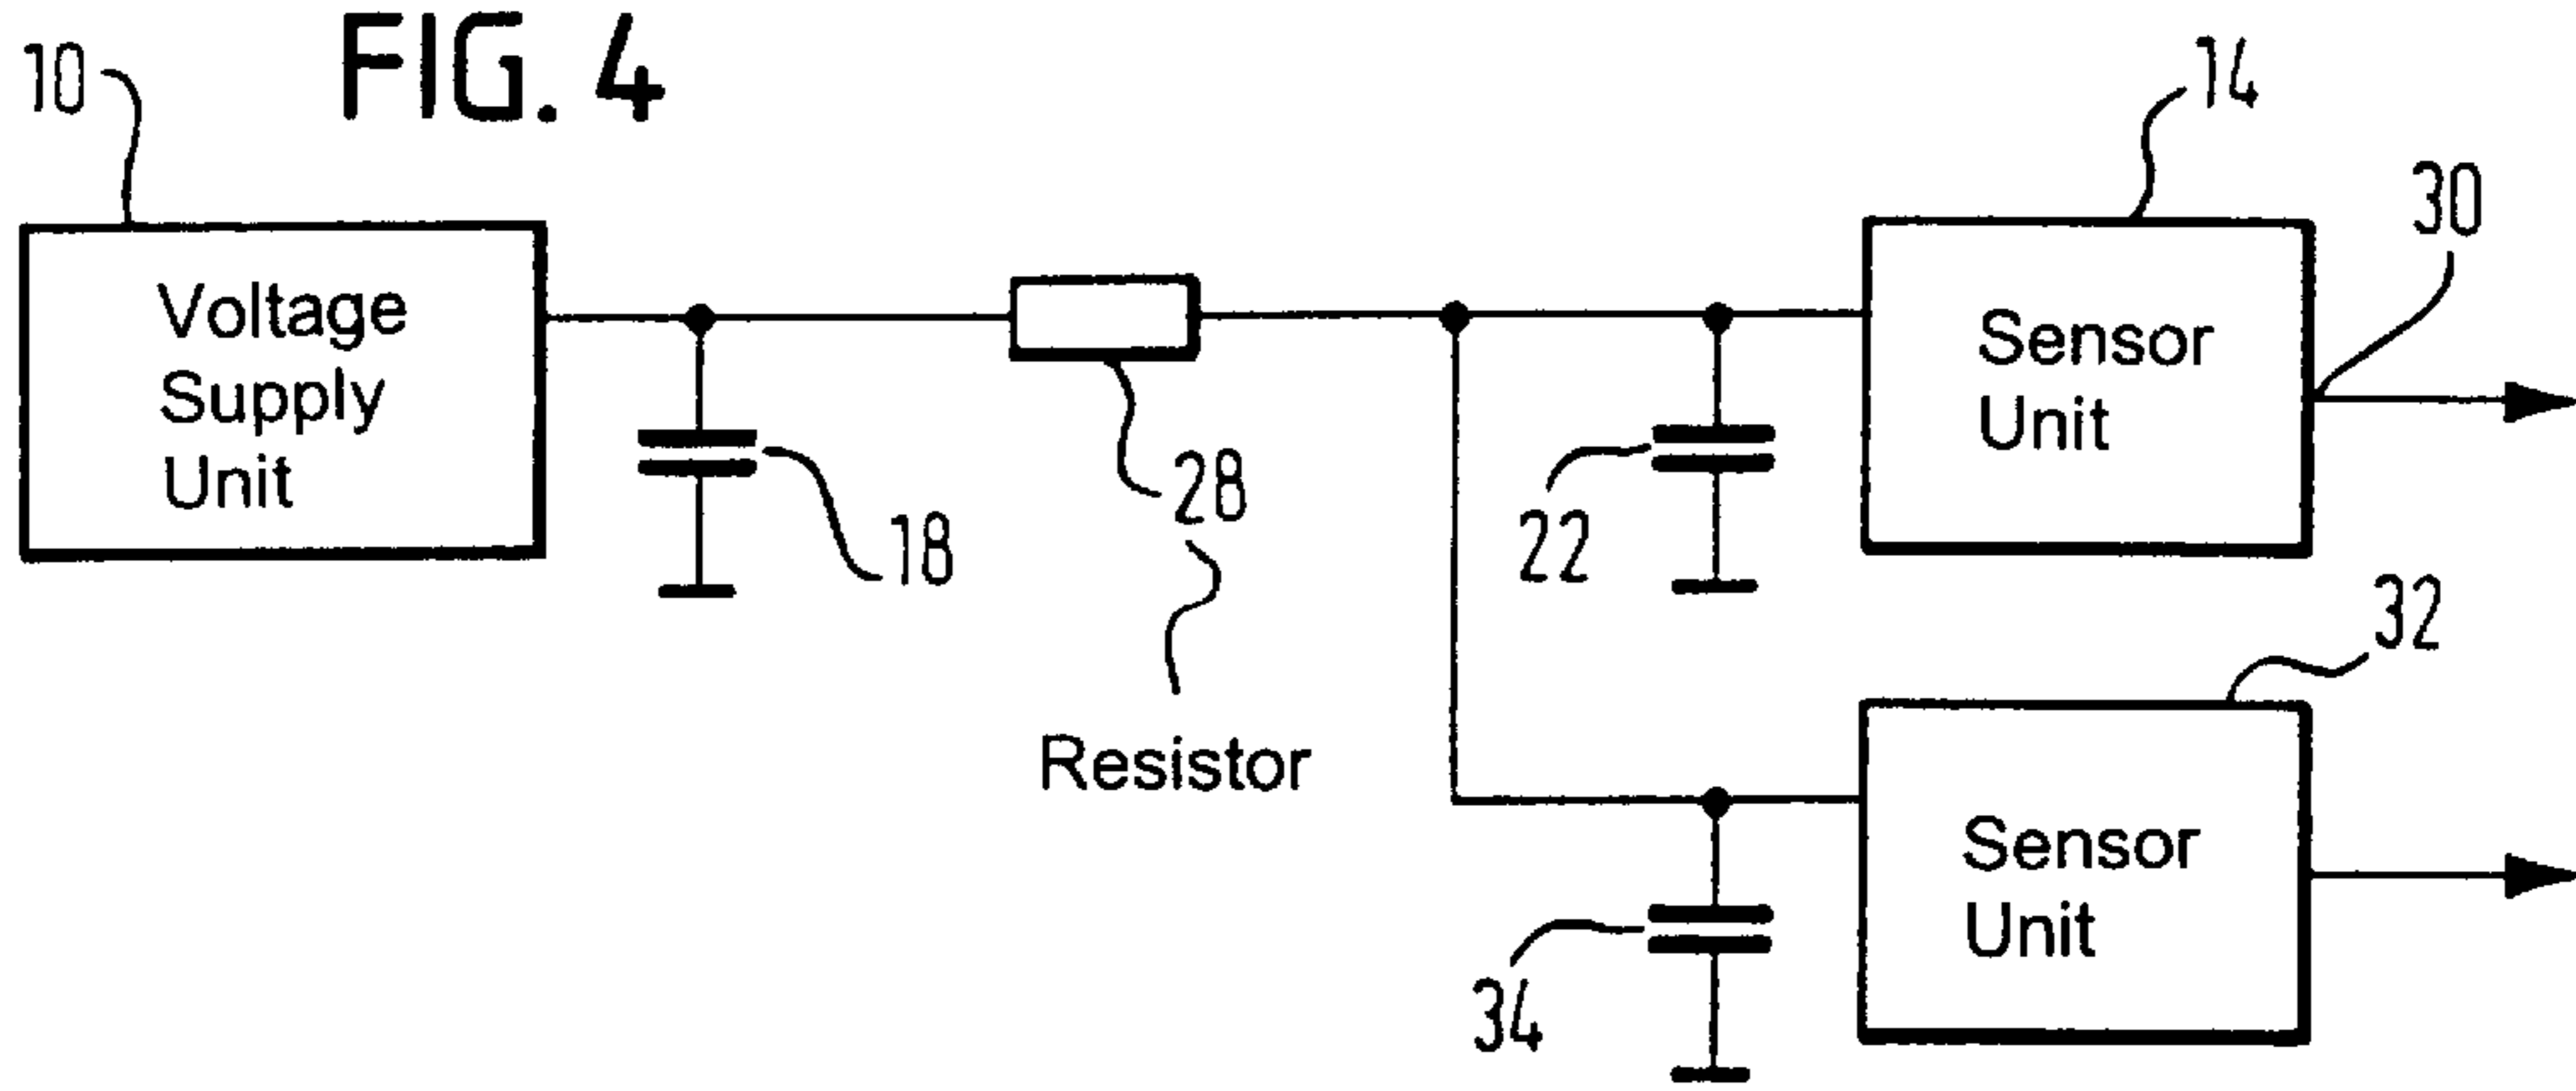 FIG. 4
10
14
30
Voltage
Supply
Unit
Sensor
Unit
18
28
22
32
Resistor
Sensor
Unit
34